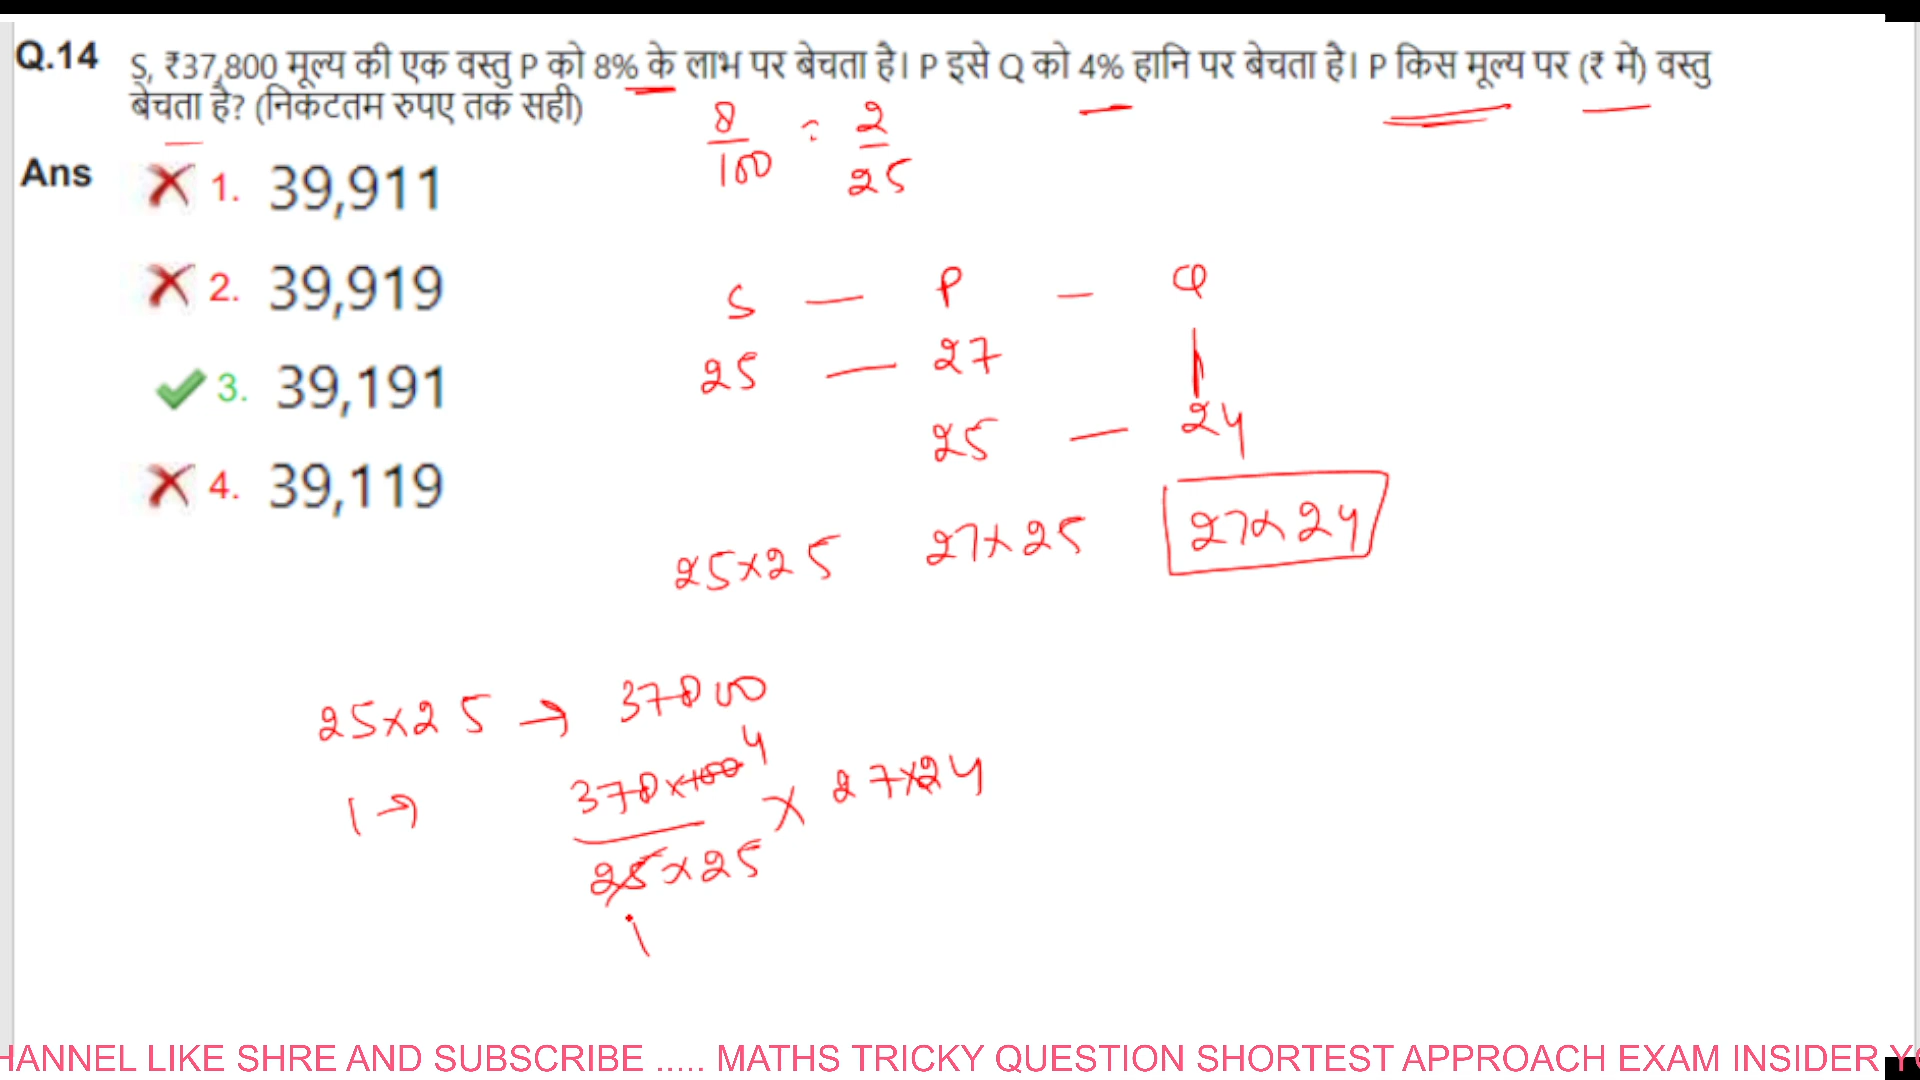 Q.14 S, ₹37,800 मूल्य की एक वस्तु P को 8% के लाभ पर बेचता है। P इसे Q को 4% हानि पर बेचता है। P किस मूल्य पर (₹ में) वस्तु
बेचता है? (निकटतम रुपए तक सही)
8/100 : 2/25
Ans 1. 39,911
2. 39,919
3. 39,191
4. 39,119
S — P — Q
25 — 27
25 — 24
25×25 27×25 27×24
25×25 → 37800
4
1 → 378×100/25×25 × 27×24
1
HANNEL LIKE SHRE AND SUBSCRIBE ..... MATHS TRICKY QUESTION SHORTEST APPROACH EXAM INSIDER